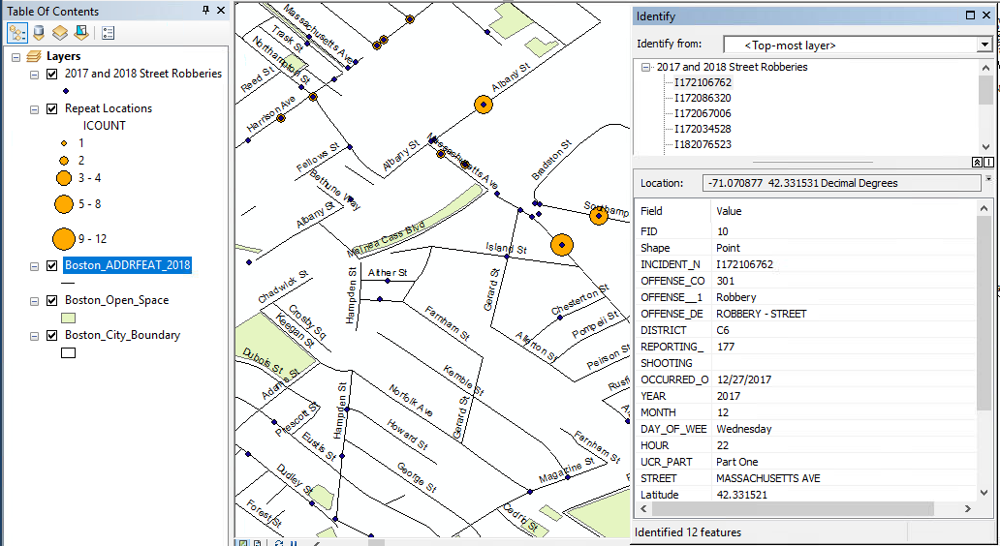 Table Of Contents
Layers
2017 and 2018 Street Robberies
Repeat Locations
ICOUNT
1
2
3 - 4
5 - 8
9 - 12
Boston_ADDRFEAT_2018
Boston_Open_Space
Boston_City_Boundary
Massachusetts Ave
Trask St
Northampton St
Reed St
Harrison Ave
Albany St
Fellows St
Albany St
Massachusetts Ave
Bradston St
Bethune Way
Albany St
Southamp
Melnea Cass Blvd
Island St
Alther St
Chadwick St
Hampden St
Gerard St
Chesterton St
Crosby Sq
Keegan St
Farnham St
Pompeii St
Allerton St
Dubois St
Adams St
Kemble St
Norfolk Ave
Hampden St
Gerard St
Prescott St
Howard St
Eustis St
Farnham St
George St
Magazine St
Dudley St
Forest St
Cedric St
Identify
Identify from:
<Top-most layer>
2017 and 2018 Street Robberies
I172106762
I172086320
I172067006
I172034528
I182076523
Location:
-71.070877 42.331531 Decimal Degrees
Field Value
FID 10
Shape Point
INCIDENT_N I172106762
OFFENSE_CO 301
OFFENSE__1 Robbery
OFFENSE_DE ROBBERY - STREET
DISTRICT C6
REPORTING_ 177
SHOOTING
OCCURRED_O 12/27/2017
YEAR 2017
MONTH 12
DAY_OF_WEE Wednesday
HOUR 22
UCR_PART Part One
STREET MASSACHUSETTS AVE
Latitude 42.331521
Identified 12 features